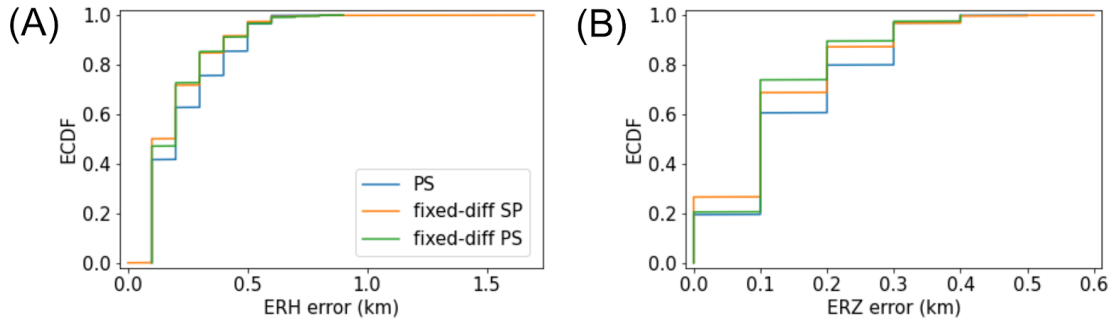 (A)
ECDF
1.0
0.8
0.6
0.4
0.2
0.0
PS
fixed-diff SP
fixed-diff PS
0.0 0.5 1.0 1.5
ERH error (km)
(B)
ECDF
1.0
0.8
0.6
0.4
0.2
0.0
0.0 0.1 0.2 0.3 0.4 0.5 0.6
ERZ error (km)